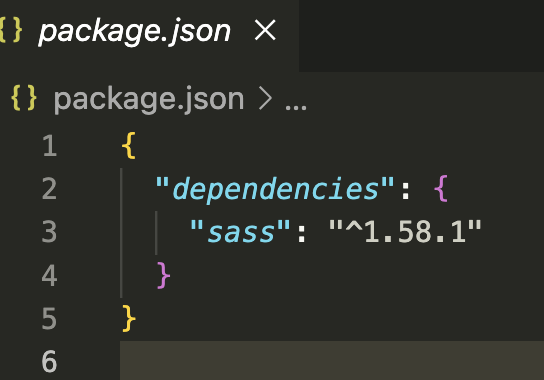 {} package.json ×
{} package.json > ...
1 {
2 "dependencies": {
3 "sass": "^1.58.1"
4 }
5 }
6